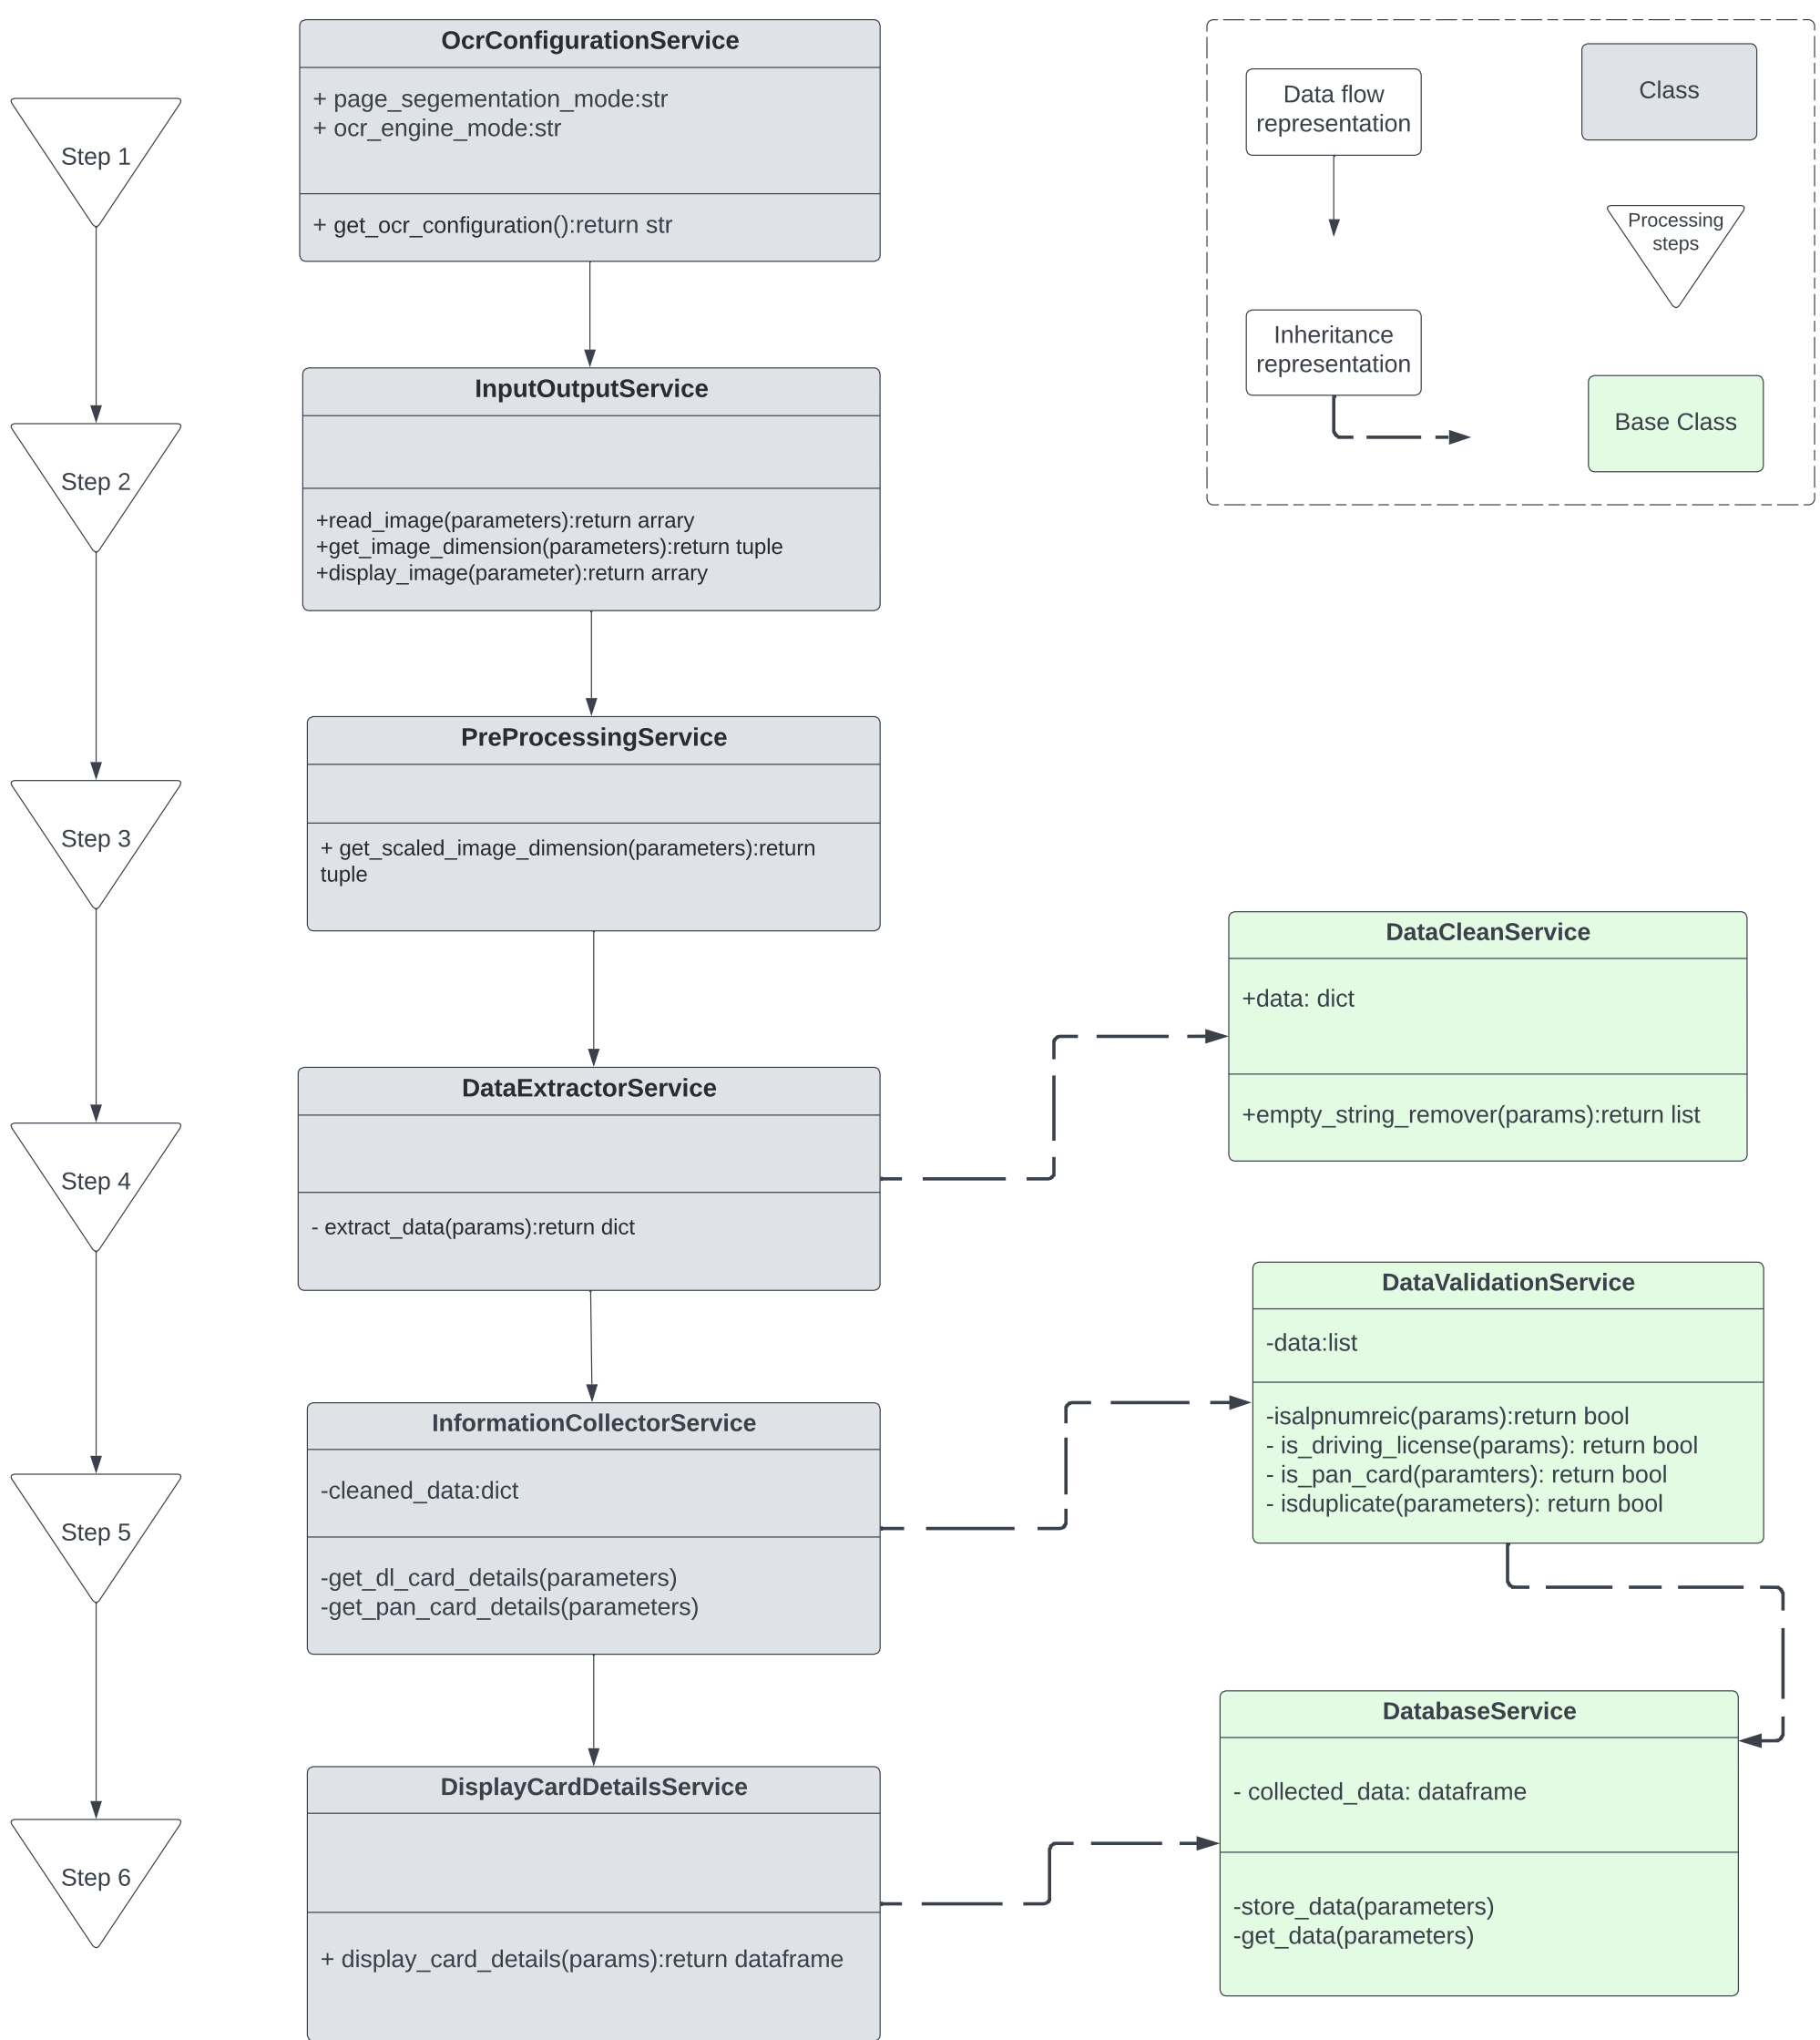 Step 1
Step 2
Step 3
Step 4
Step 5
Step 6
OcrConfigurationService
+ page_segementation_mode:str
+ ocr_engine_mode:str
+ get_ocr_configuration():return str
InputOutputService
+read_image(parameters):return arrary
+get_image_dimension(parameters):return tuple
+display_image(parameter):return arrary
PreProcessingService
+ get_scaled_image_dimension(parameters):return
tuple
DataExtractorService
- extract_data(params):return dict
InformationCollectorService
-cleaned_data:dict
-get_dl_card_details(parameters)
-get_pan_card_details(parameters)
DisplayCardDetailsService
+ display_card_details(params):return dataframe
Data flow
representation
Class
Processing
steps
Inheritance
representation
Base Class
DataCleanService
+data: dict
+empty_string_remover(params):return list
DataValidationService
-data:list
-isalpnumreic(params):return bool
- is_driving_license(params): return bool
- is_pan_card(paramters): return bool
- isduplicate(parameters): return bool
DatabaseService
- collected_data: dataframe
-store_data(parameters)
-get_data(parameters)